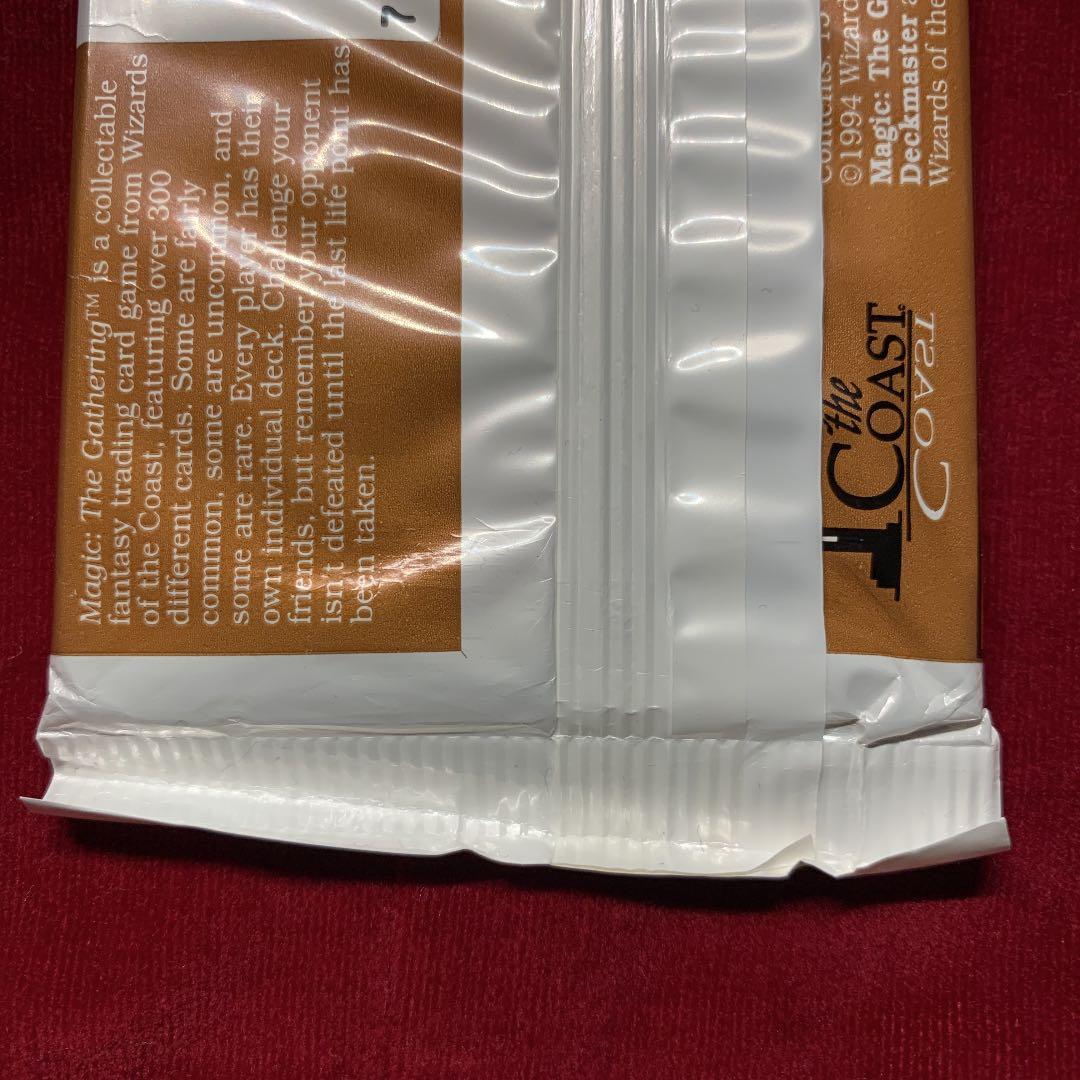 7
Magic: The Gathering™ is a collectable
fantasy trading card game from Wizards
of the Coast, featuring over 300
different cards. Some are fairly
common, some are uncommon, and
some are rare. Every player has their
own individual deck. Challenge your
friends, but remember, your opponent
isn't defeated until the last life point has
been taken.
©1994 Wizard
Magic: The G
Deckmaster a
Wizards of the
the
COAST
COAST